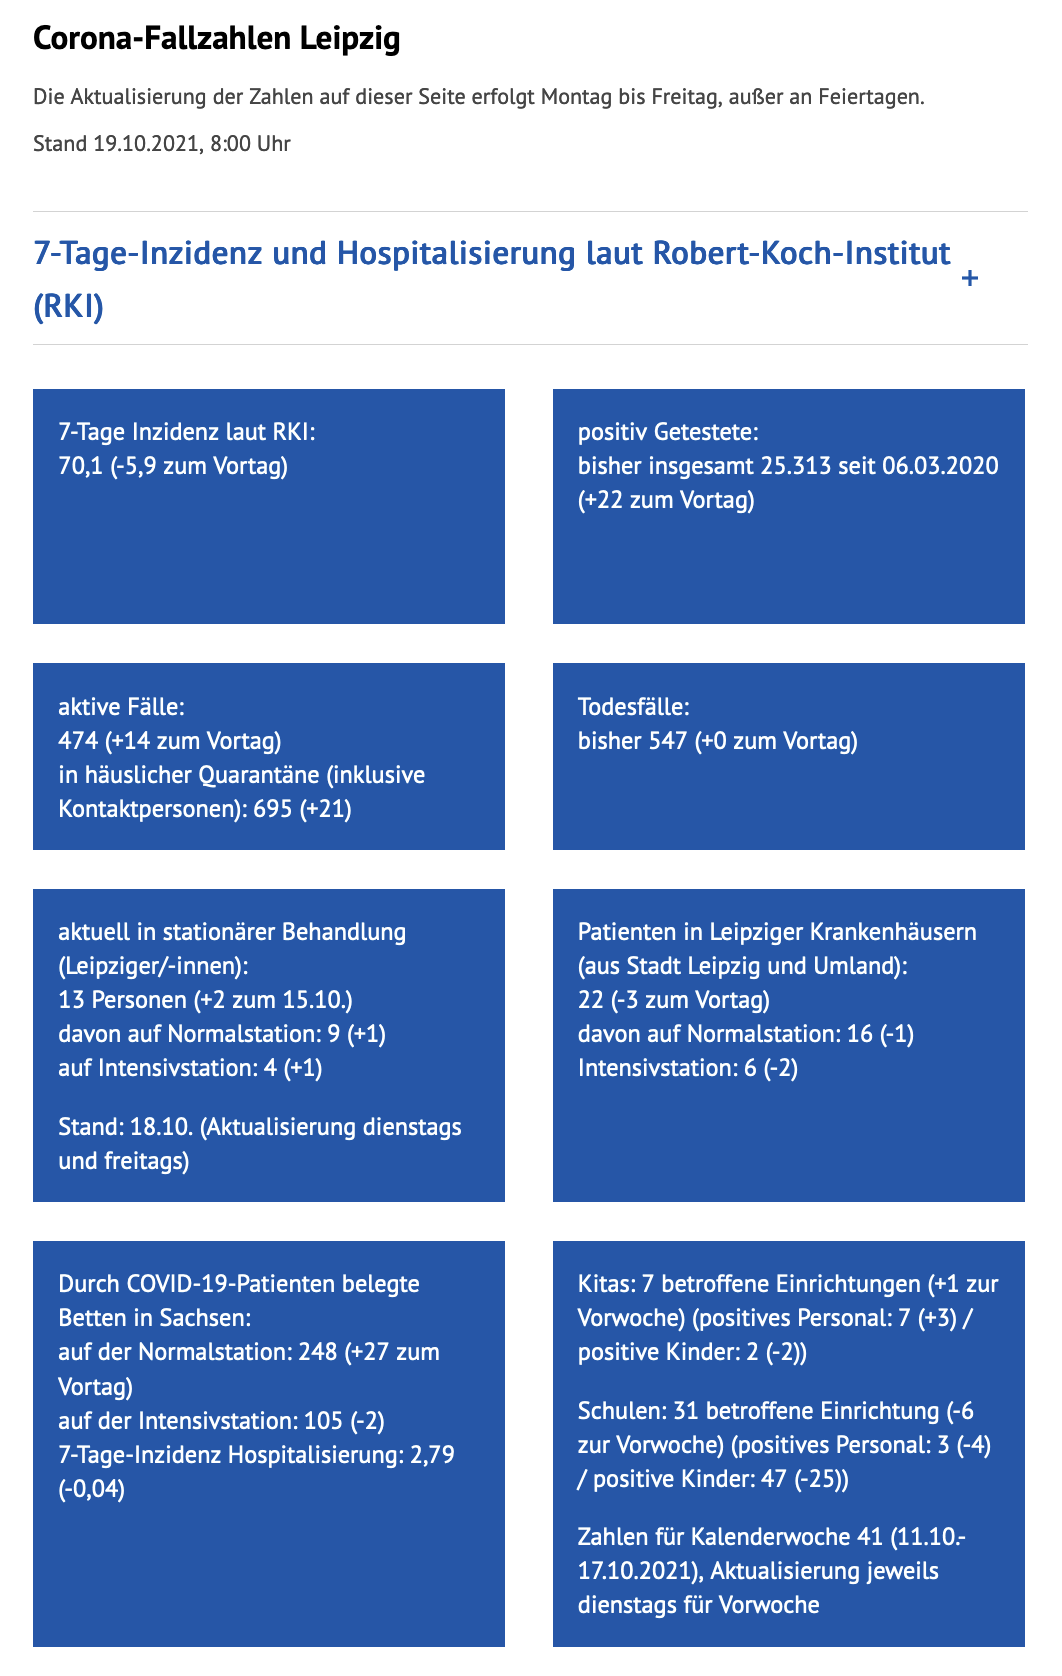 Corona-Fallzahlen Leipzig
Die Aktualisierung der Zahlen auf dieser Seite erfolgt Montag bis Freitag, außer an Feiertagen.
Stand 19.10.2021, 8:00 Uhr
7-Tage-Inzidenz und Hospitalisierung laut Robert-Koch-Institut
(RKI)
+
7-Tage Inzidenz laut RKI:
70,1 (-5,9 zum Vortag)
positiv Getestete:
bisher insgesamt 25.313 seit 06.03.2020
(+22 zum Vortag)
aktive Fälle:
474 (+14 zum Vortag)
in häuslicher Quarantäne (inklusive
Kontaktpersonen): 695 (+21)
Todesfälle:
bisher 547 (+0 zum Vortag)
aktuell in stationärer Behandlung
(Leipziger/-innen):
13 Personen (+2 zum 15.10.)
davon auf Normalstation: 9 (+1)
auf Intensivstation: 4 (+1)
Stand: 18.10. (Aktualisierung dienstags
und freitags)
Patienten in Leipziger Krankenhäusern
(aus Stadt Leipzig und Umland):
22 (-3 zum Vortag)
davon auf Normalstation: 16 (-1)
Intensivstation: 6 (-2)
Durch COVID-19-Patienten belegte
Betten in Sachsen:
auf der Normalstation: 248 (+27 zum
Vortag)
auf der Intensivstation: 105 (-2)
7-Tage-Inzidenz Hospitalisierung: 2,79
(-0,04)
Kitas: 7 betroffene Einrichtungen (+1 zur
Vorwoche) (positives Personal: 7 (+3) /
positive Kinder: 2 (-2))
Schulen: 31 betroffene Einrichtung (-6
zur Vorwoche) (positives Personal: 3 (-4)
/ positive Kinder: 47 (-25))
Zahlen für Kalenderwoche 41 (11.10.-
17.10.2021), Aktualisierung jeweils
dienstags für Vorwoche